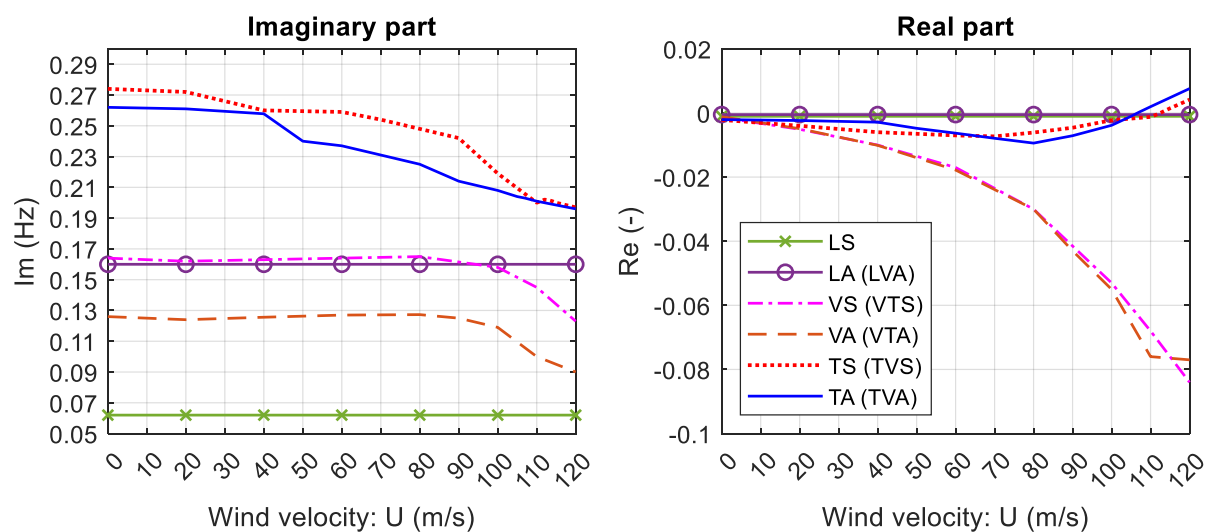 Imaginary part
Im (Hz)
0.29
0.27
0.25
0.23
0.21
0.19
0.17
0.15
0.13
0.11
0.09
0.07
0.05
0 10 20 30 40 50 60 70 80 90 100 110 120
Wind velocity: U (m/s)
Real part
Re (-)
0.02
0
-0.02
-0.04
-0.06
-0.08
-0.1
LS
LA (LVA)
VS (VTS)
VA (VTA)
TS (TVS)
TA (TVA)
0 10 20 30 40 50 60 70 80 90 100 110 120
Wind velocity: U (m/s)